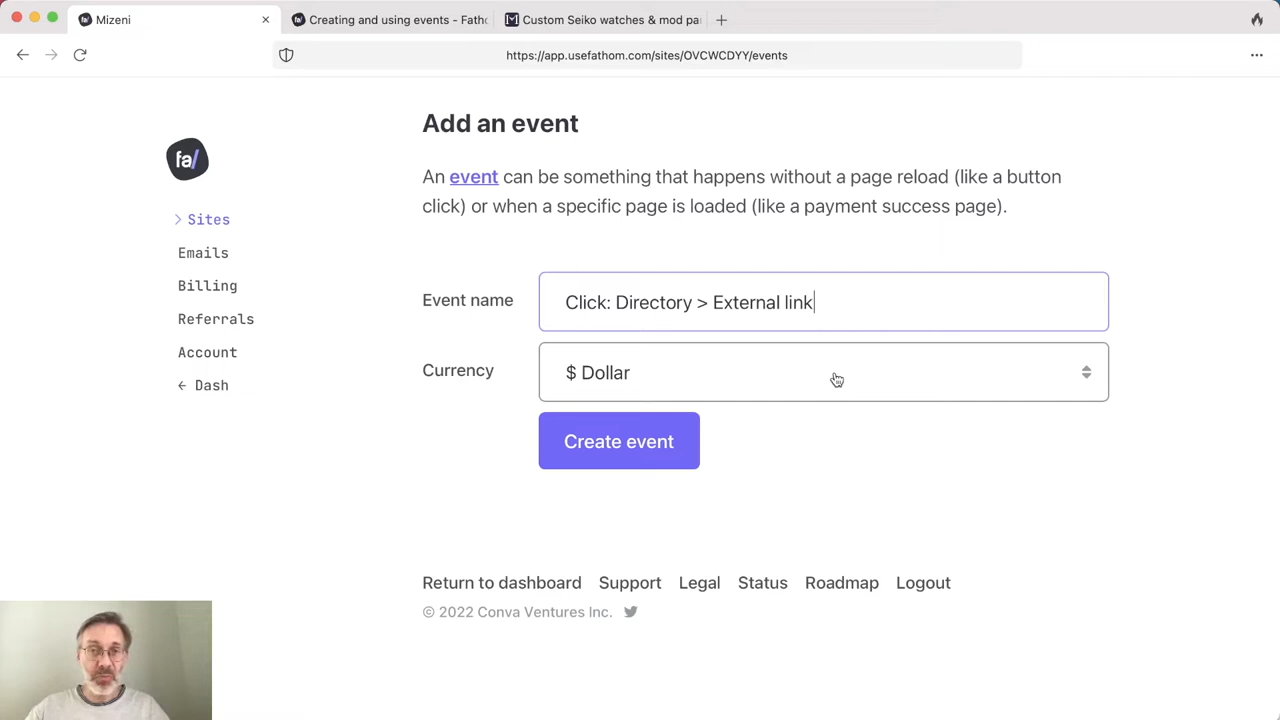 Mizeni
Creating and using events - Fatho
Custom Seiko watches & mod pa
https://app.usefathom.com/sites/OVCWCDYY/events
fa/
Sites
Emails
Billing
Referrals
Account
← Dash
Add an event
An event can be something that happens without a page reload (like a button
click) or when a specific page is loaded (like a payment success page).
Event name
Click: Directory > External link
Currency
$ Dollar
Create event
Return to dashboard Support Legal Status Roadmap Logout
© 2022 Conva Ventures Inc.